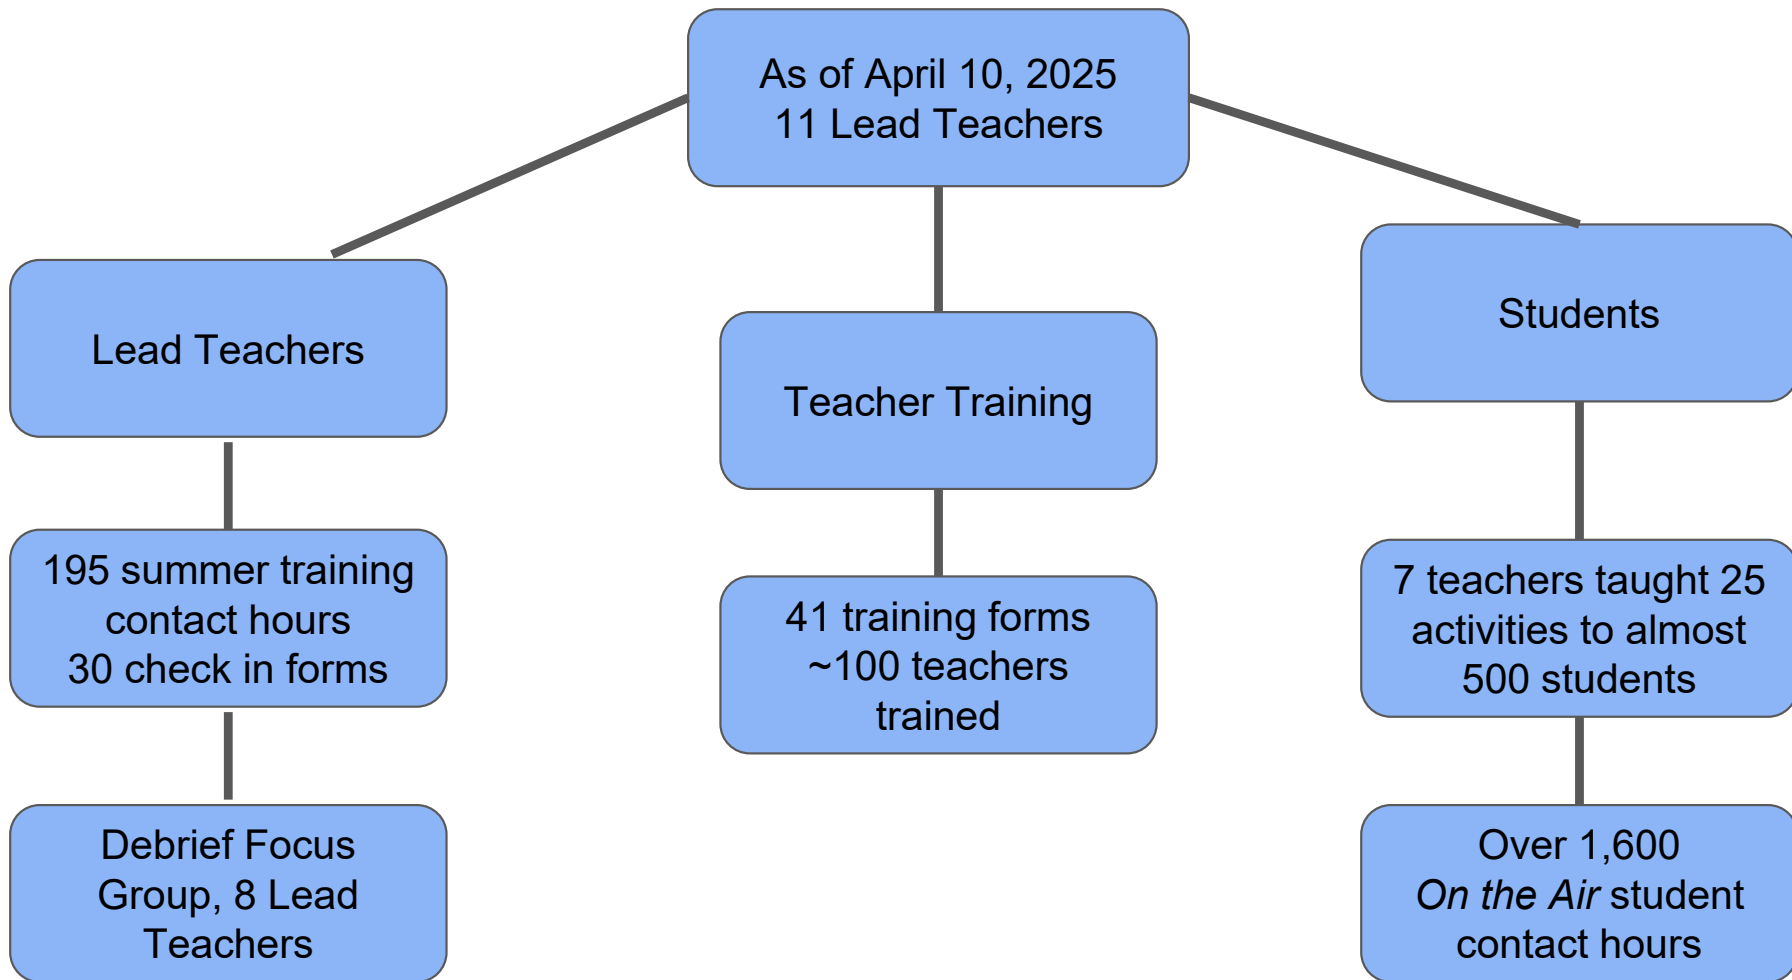 As of April 10, 2025
11 Lead Teachers
Lead Teachers
Teacher Training
Students
195 summer training
contact hours
30 check in forms
41 training forms
~100 teachers
trained
7 teachers taught 25
activities to almost
500 students
Debrief Focus
Group, 8 Lead
Teachers
Over 1,600
On the Air student
contact hours